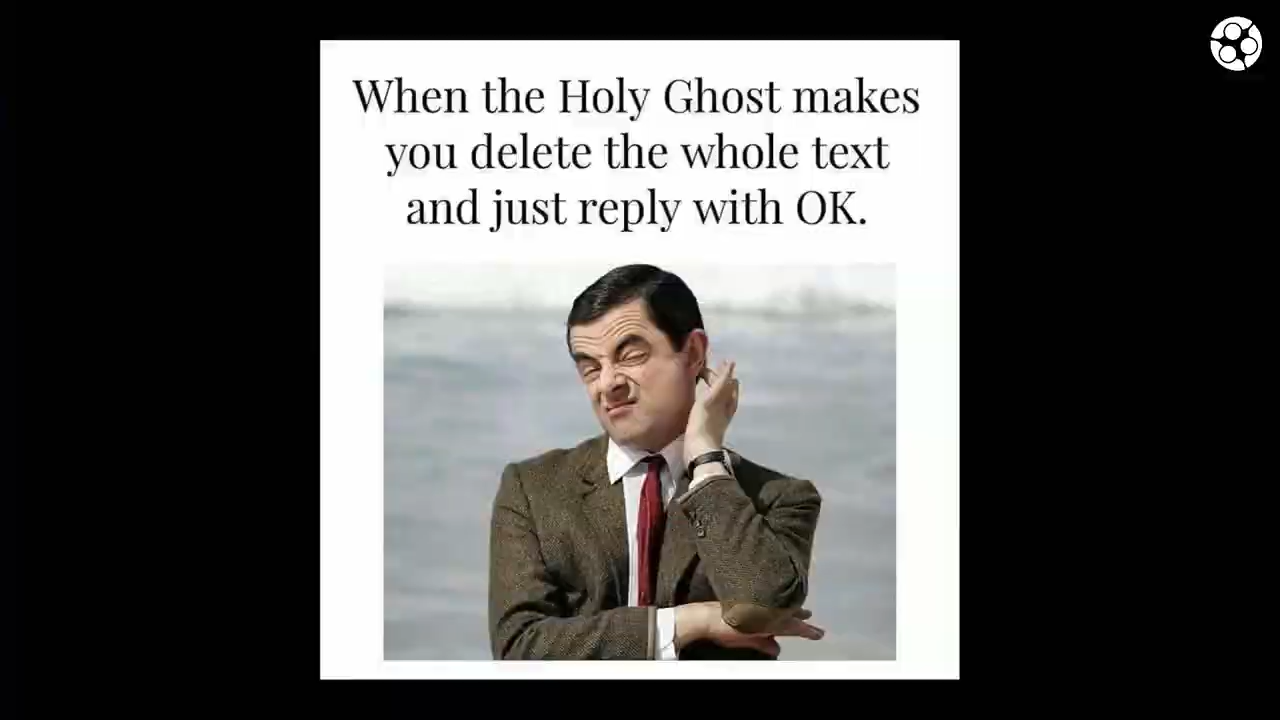 When the Holy Ghost makes
you delete the whole text
and just reply with OK.